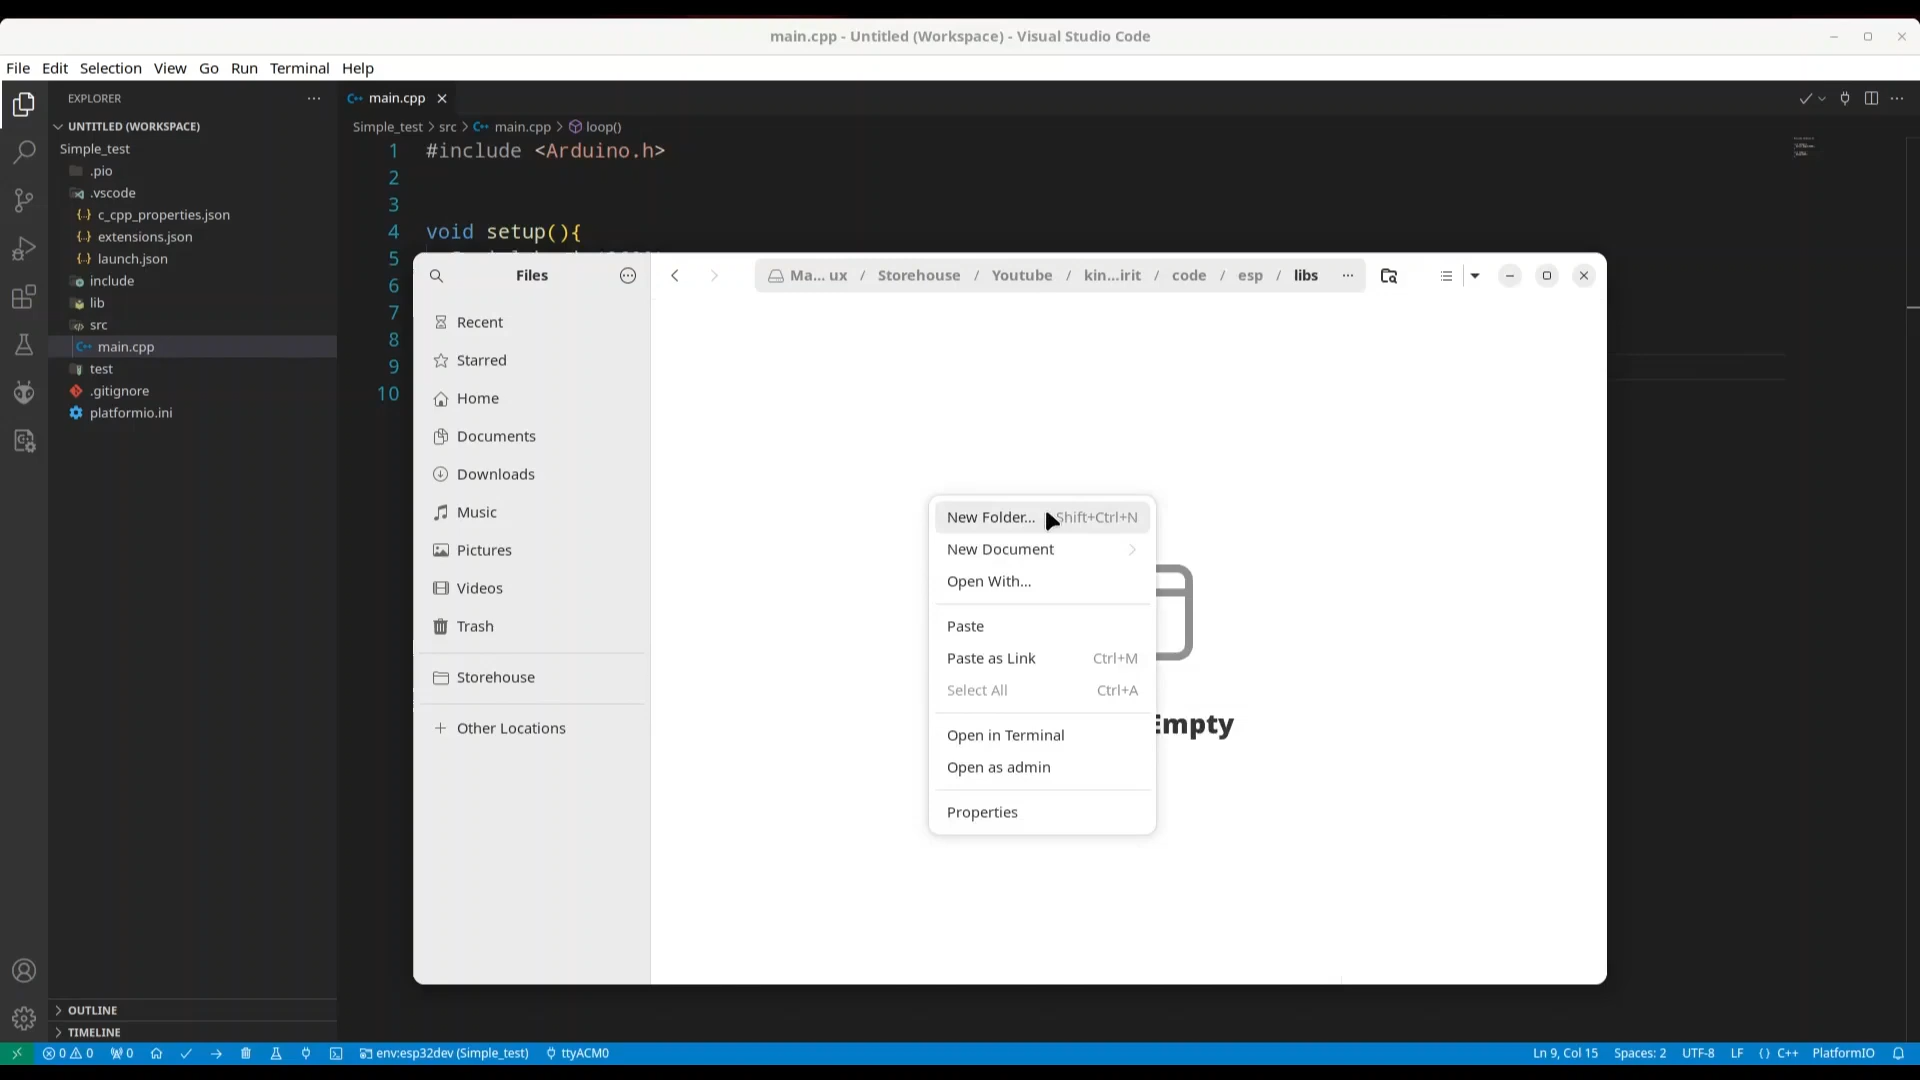 main.cpp - Untitled (Workspace) - Visual Studio Code
File Edit Selection View Go Run Terminal Help
EXPLORER
UNTITLED (WORKSPACE)
Simple_test
.pio
.vscode
c_cpp_properties.json
extensions.json
launch.json
include
lib
src
main.cpp
test
.gitignore
platformio.ini
OUTLINE
TIMELINE
main.cpp
Simple_test > src > main.cpp > loop()
1 #include <Arduino.h>
2
3
4 void setup(){
5
6
7
8
9
10
Files
Recent
Starred
Home
Documents
Downloads
Music
Pictures
Videos
Trash
Storehouse
Other Locations
Ma... ux / Storehouse / Youtube / kin...irit / code / esp / libs
New Folder... Shift+Ctrl+N
New Document
Open With...
Paste
Paste as Link Ctrl+M
Select All Ctrl+A
Open in Terminal
Open as admin
Properties
Empty
0 0 0 env:esp32dev (Simple_test) ttyACM0
Ln 9, Col 15 Spaces: 2 UTF-8 LF {} C++ PlatformIO